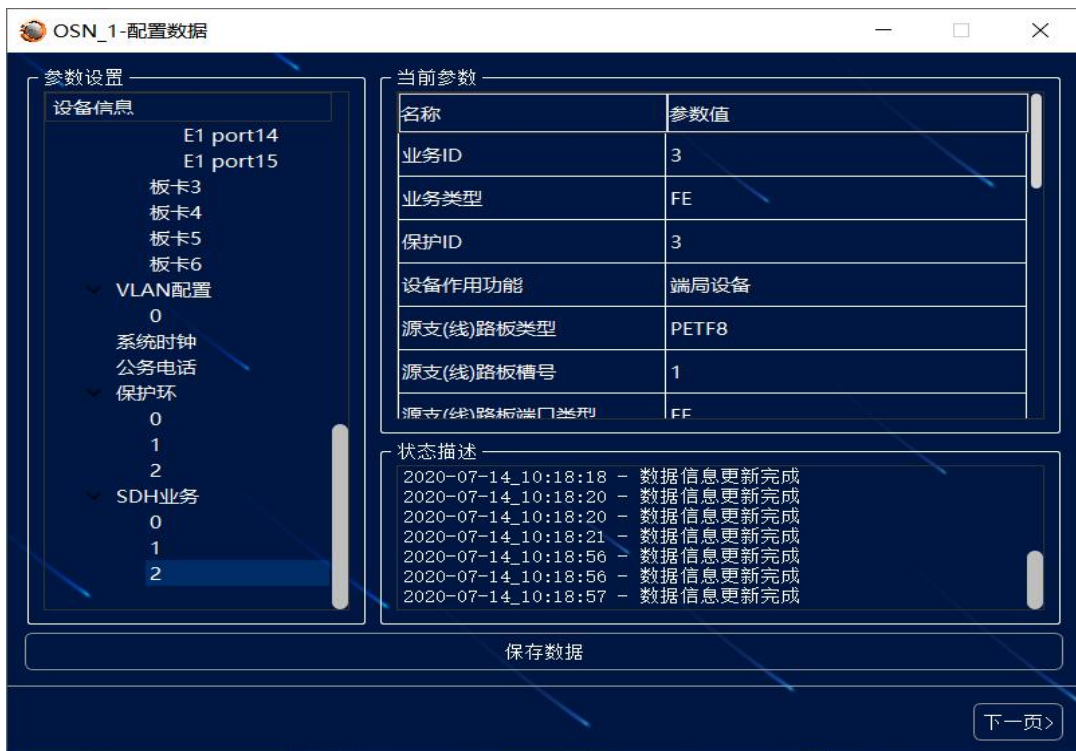 OSN_1-配置数据
参数设置
设备信息
E1 port14
E1 port15
板卡3
板卡4
板卡5
板卡6
VLAN配置
0
系统时钟
公务电话
保护环
0
1
2
SDH业务
0
1
2
当前参数
名称 参数值
业务ID 3
业务类型 FE
保护ID 3
设备作用功能 端局设备
源支(线)路板类型 PETF8
源支(线)路板槽号 1
源支(线)路板端口类型 FE
状态描述
2020-07-14_10:18:18 - 数据信息更新完成
2020-07-14_10:18:20 - 数据信息更新完成
2020-07-14_10:18:20 - 数据信息更新完成
2020-07-14_10:18:21 - 数据信息更新完成
2020-07-14_10:18:56 - 数据信息更新完成
2020-07-14_10:18:56 - 数据信息更新完成
2020-07-14_10:18:57 - 数据信息更新完成
保存数据
下一页>